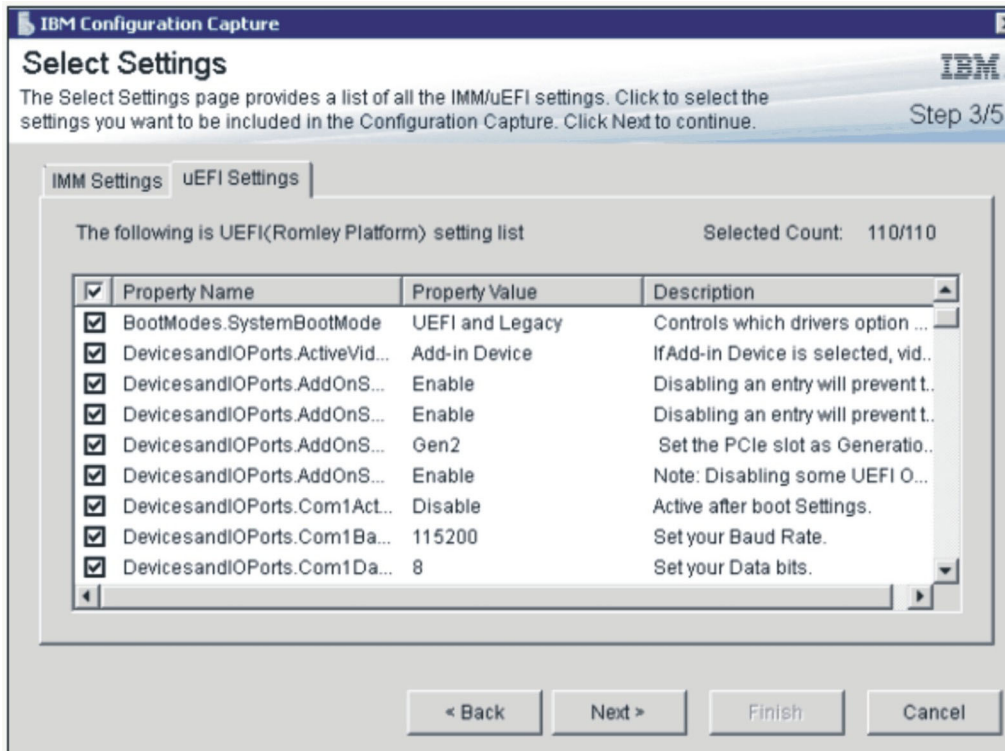 IBM Configuration Capture
Select Settings
IBM
The Select Settings page provides a list of all the IMM/uEFI settings. Click to select the
settings you want to be included in the Configuration Capture. Click Next to continue.
Step 3/5
IMM Settings uEFI Settings
The following is UEFI(Romley Platform) setting list Selected Count: 110/110
Property Name Property Value Description
BootModes.SystemBootMode UEFI and Legacy Controls which drivers option ...
DevicesandIOPorts.ActiveVid... Add-in Device IfAdd-in Device is selected, vid..
DevicesandIOPorts.AddOnS... Enable Disabling an entry will prevent t..
DevicesandIOPorts.AddOnS... Enable Disabling an entry will prevent t..
DevicesandIOPorts.AddOnS... Gen2 Set the PCIe slot as Generatio..
DevicesandIOPorts.AddOnS... Enable Note: Disabling some UEFI O...
DevicesandIOPorts.Com1Act... Disable Active after boot Settings.
DevicesandIOPorts.Com1Ba... 115200 Set your Baud Rate.
DevicesandIOPorts.Com1Da... 8 Set your Data bits.
< Back Next > Finish Cancel